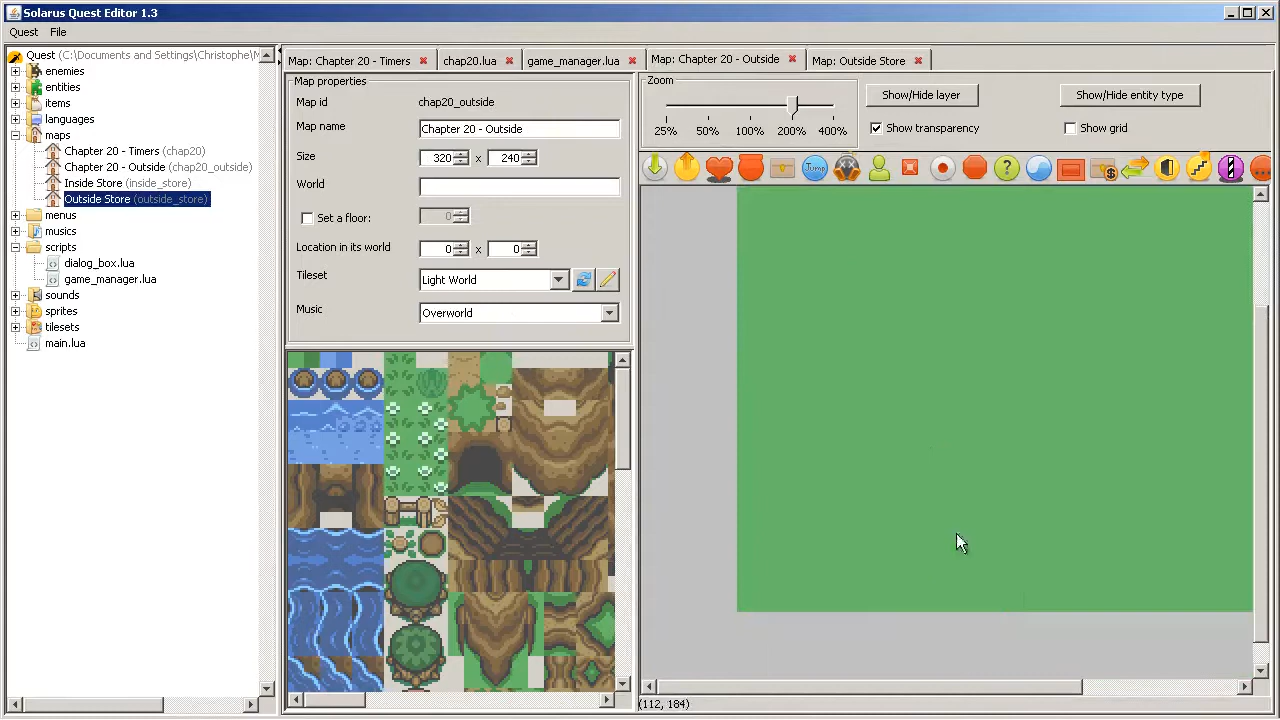 Solarus Quest Editor 1.3
Quest File
Quest (C:\Documents and Settings\Christophe\M
enemies
entities
items
languages
maps
Chapter 20 - Timers (chap20)
Chapter 20 - Outside (chap20_outside)
Inside Store (inside_store)
Outside Store (outside_store)
menus
musics
scripts
dialog_box.lua
game_manager.lua
sounds
sprites
tilesets
main.lua
Map: Chapter 20 - Timers chap20.lua game_manager.lua Map: Chapter 20 - Outside Map: Outside Store
Map properties
Map id chap20_outside
Map name Chapter 20 - Outside
Size 320 x 240
World
Set a floor: 0
Location in its world 0 x 0
Tileset Light World
Music Overworld
Zoom
25% 50% 100% 200% 400%
Show/Hide layer Show/Hide entity type
Show transparency Show grid
Jump
?
$
(112, 184)